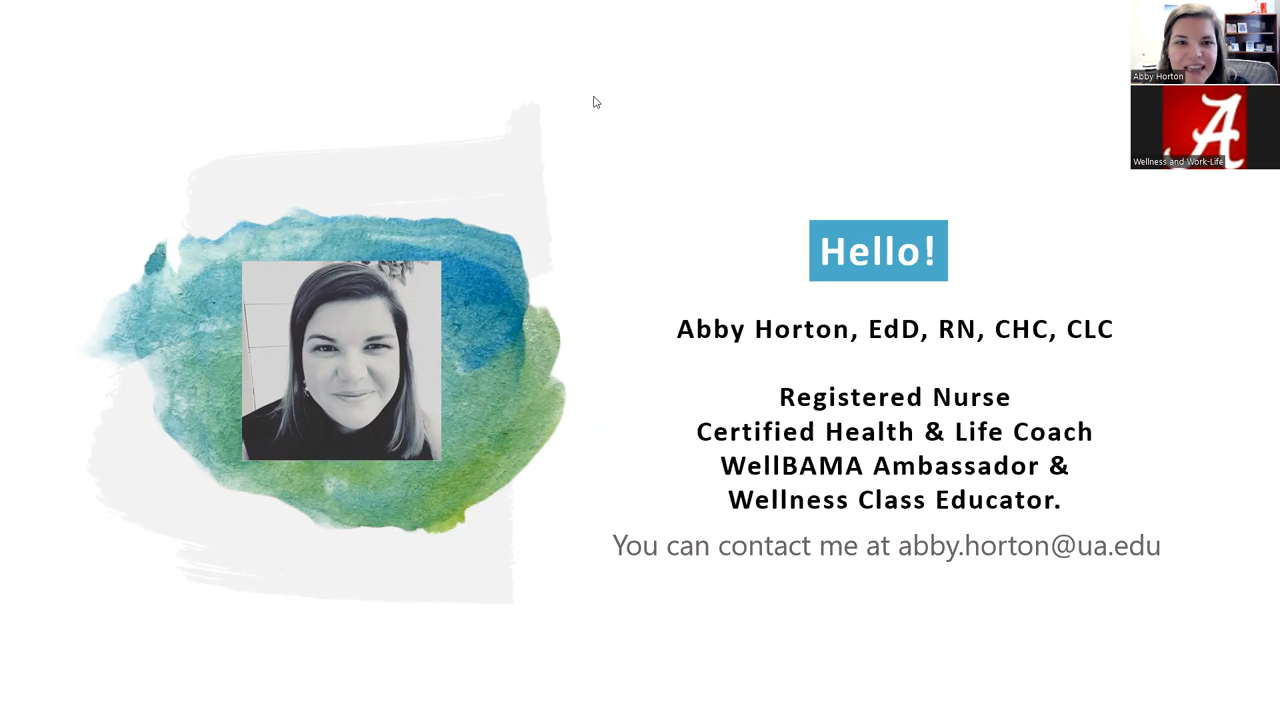 Abby Horton
A
Wellness and Work-Life
Hello!
Abby Horton, EdD, RN, CHC, CLC
Registered Nurse
Certified Health & Life Coach
WellBAMA Ambassador &
Wellness Class Educator.
You can contact me at abby.horton@ua.edu